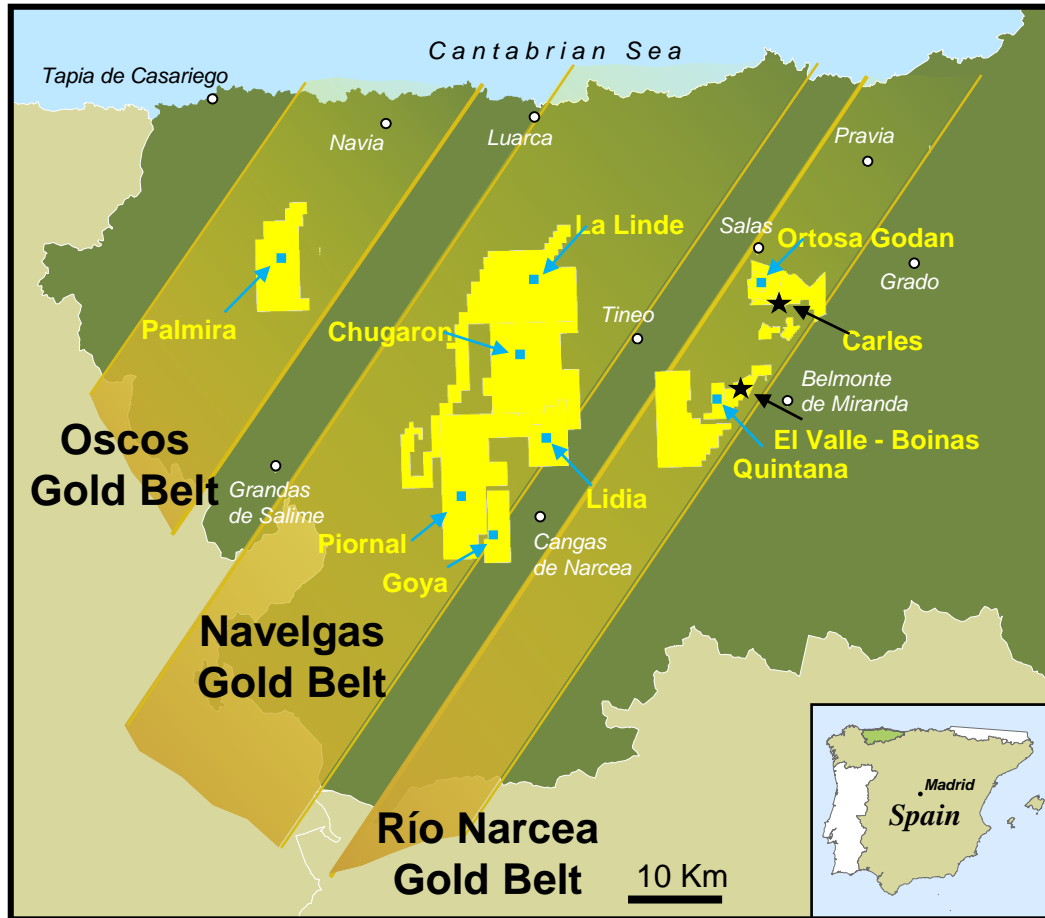 Cantabrian Sea
Tapia de Casariego
Navia
Luarca
Pravia
La Linde
Salas
Ortosa Godan
Grado
Palmira
Chugaron
Tineo
Carles
Belmonte
de Miranda
Oscos
Gold Belt
El Valle - Boinas
Quintana
Grandas
de Salime
Lidia
Piornal
Cangas
de Narcea
Goya
Navelgas
Gold Belt
Madrid
Spain
Río Narcea
Gold Belt
10 Km